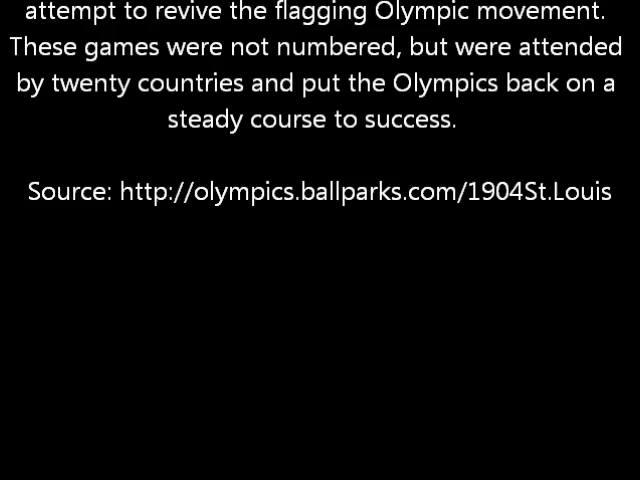 attempt to revive the flagging Olympic movement.
These games were not numbered, but were attended
by twenty countries and put the Olympics back on a
steady course to success.
Source: http://olympics.ballparks.com/1904St.Louis